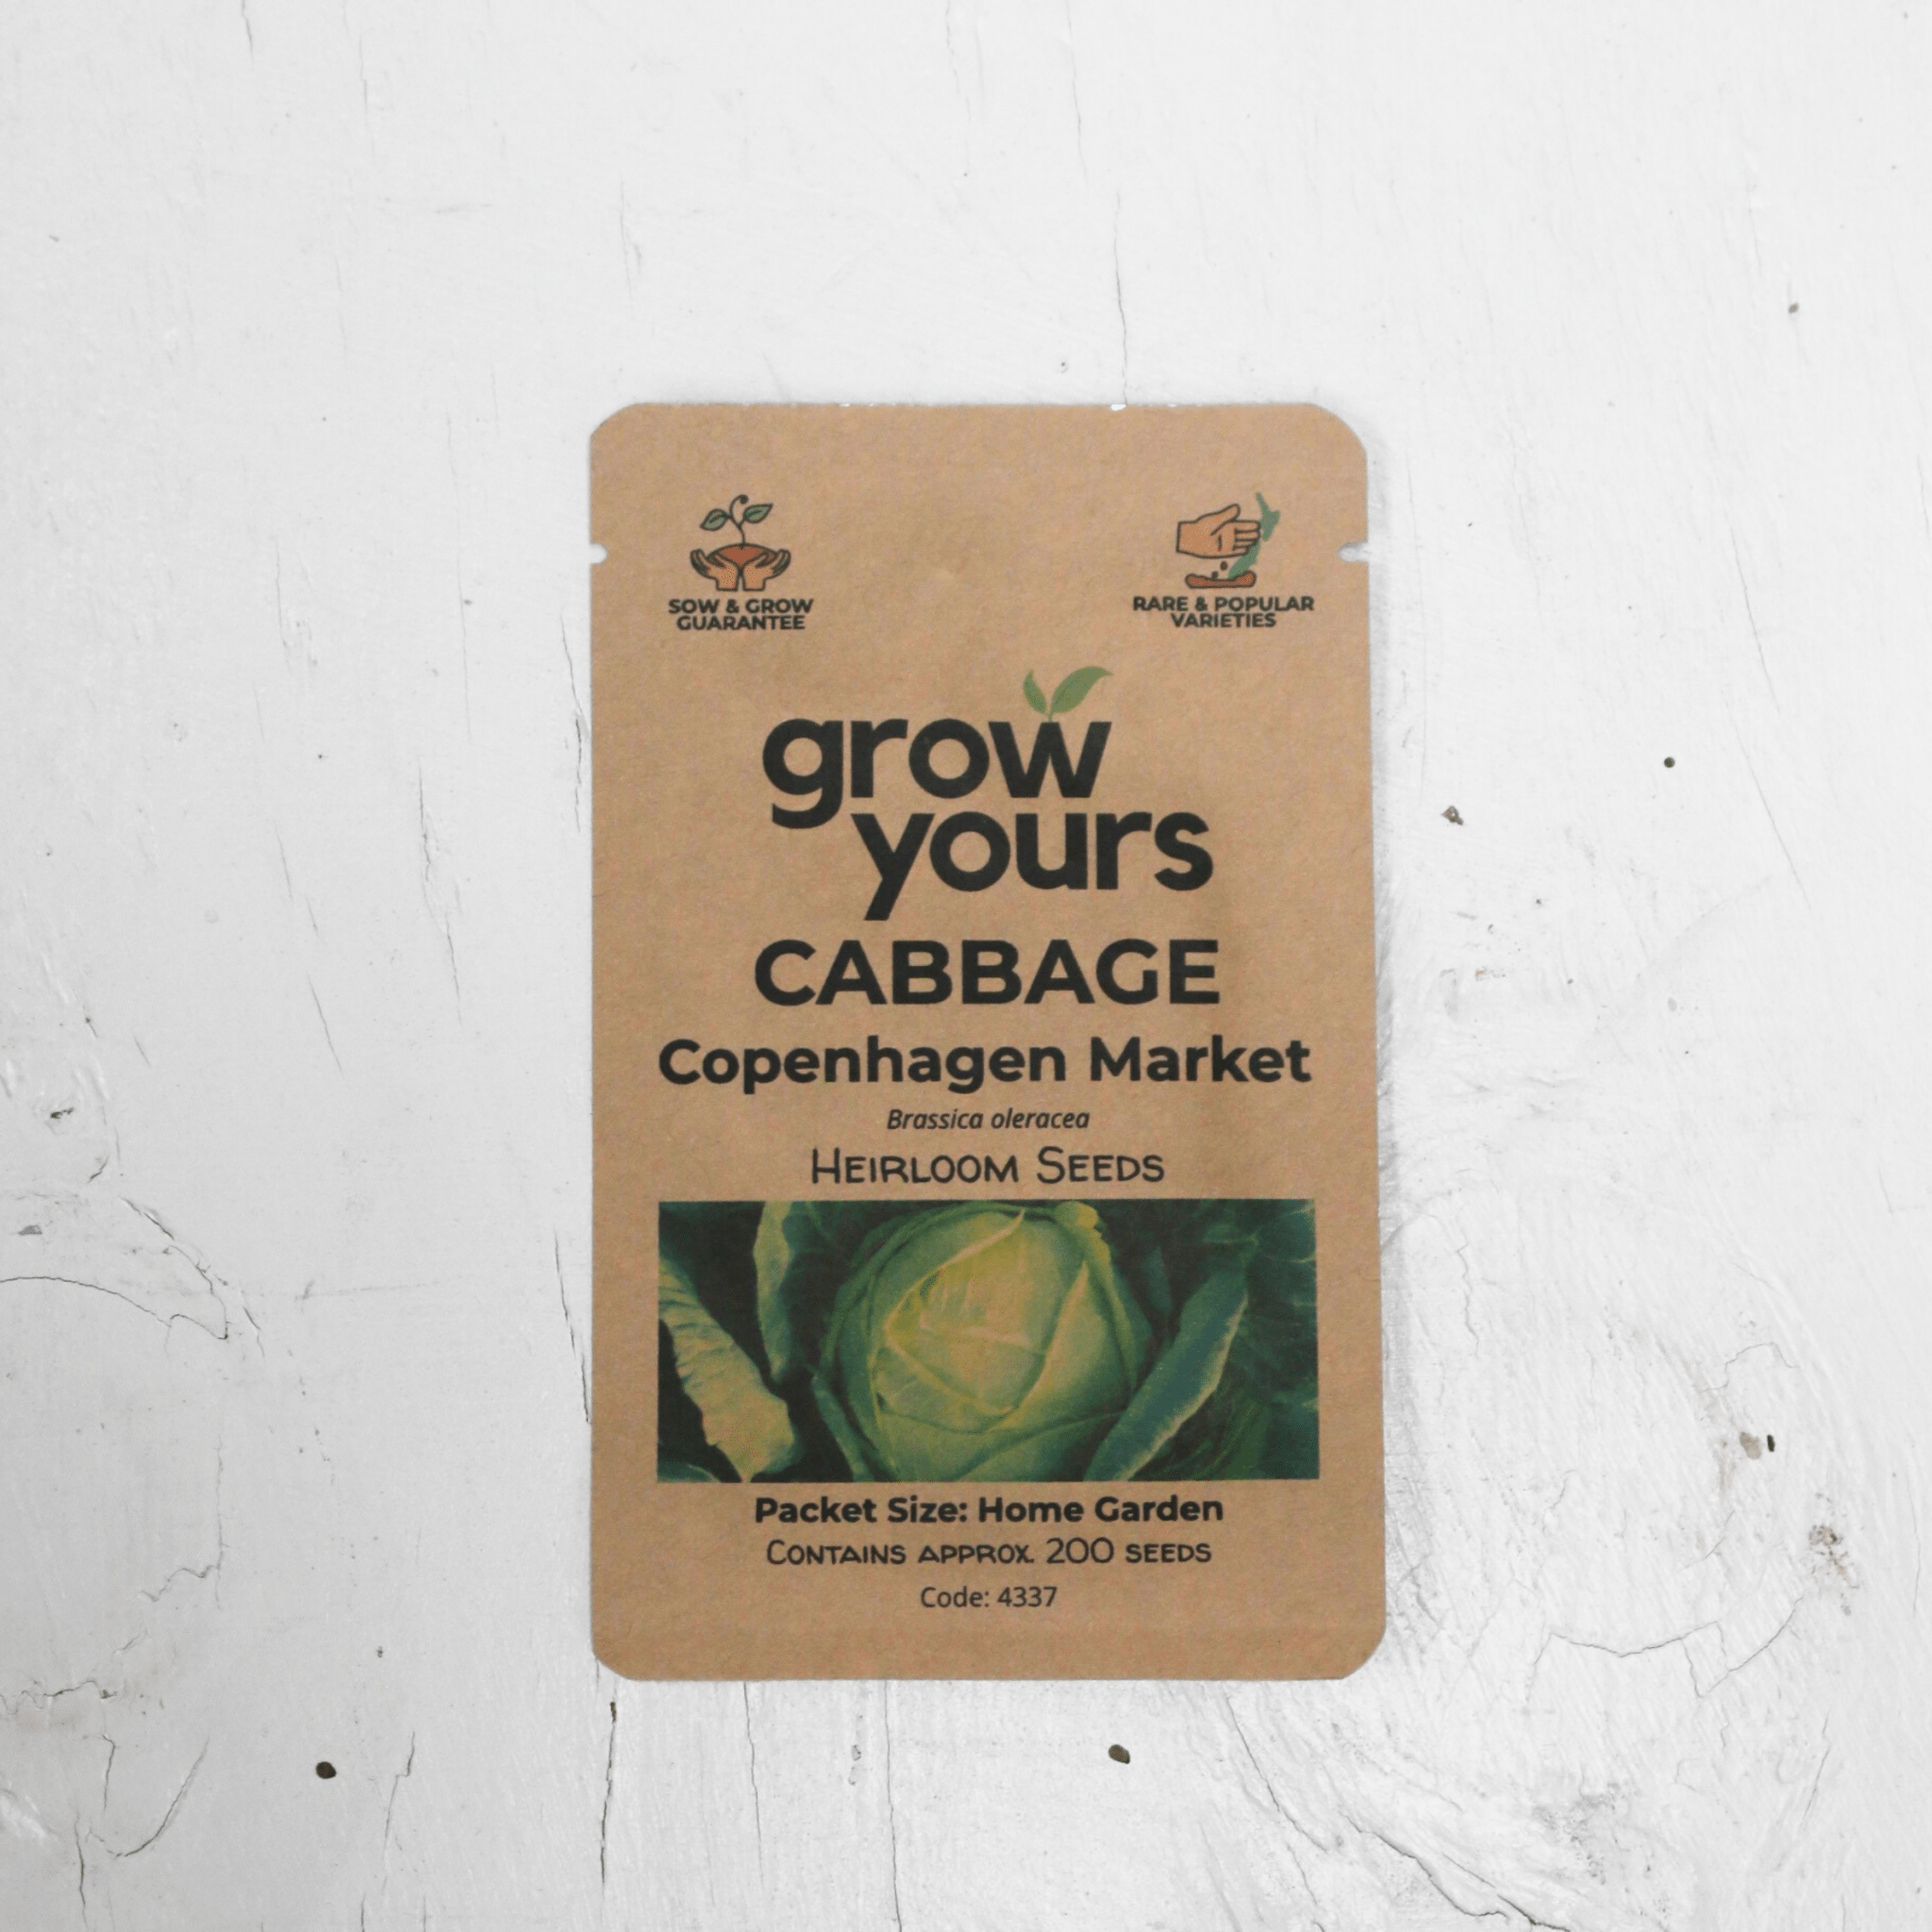 SOW & GROW
GUARANTEE
RARE & POPULAR
VARIETIES
grow
yours
CABBAGE
Copenhagen Market
Brassica oleracea
HEIRLOOM SEEDS
Packet Size: Home Garden
CONTAINS APPROX. 200 SEEDS
Code: 4337